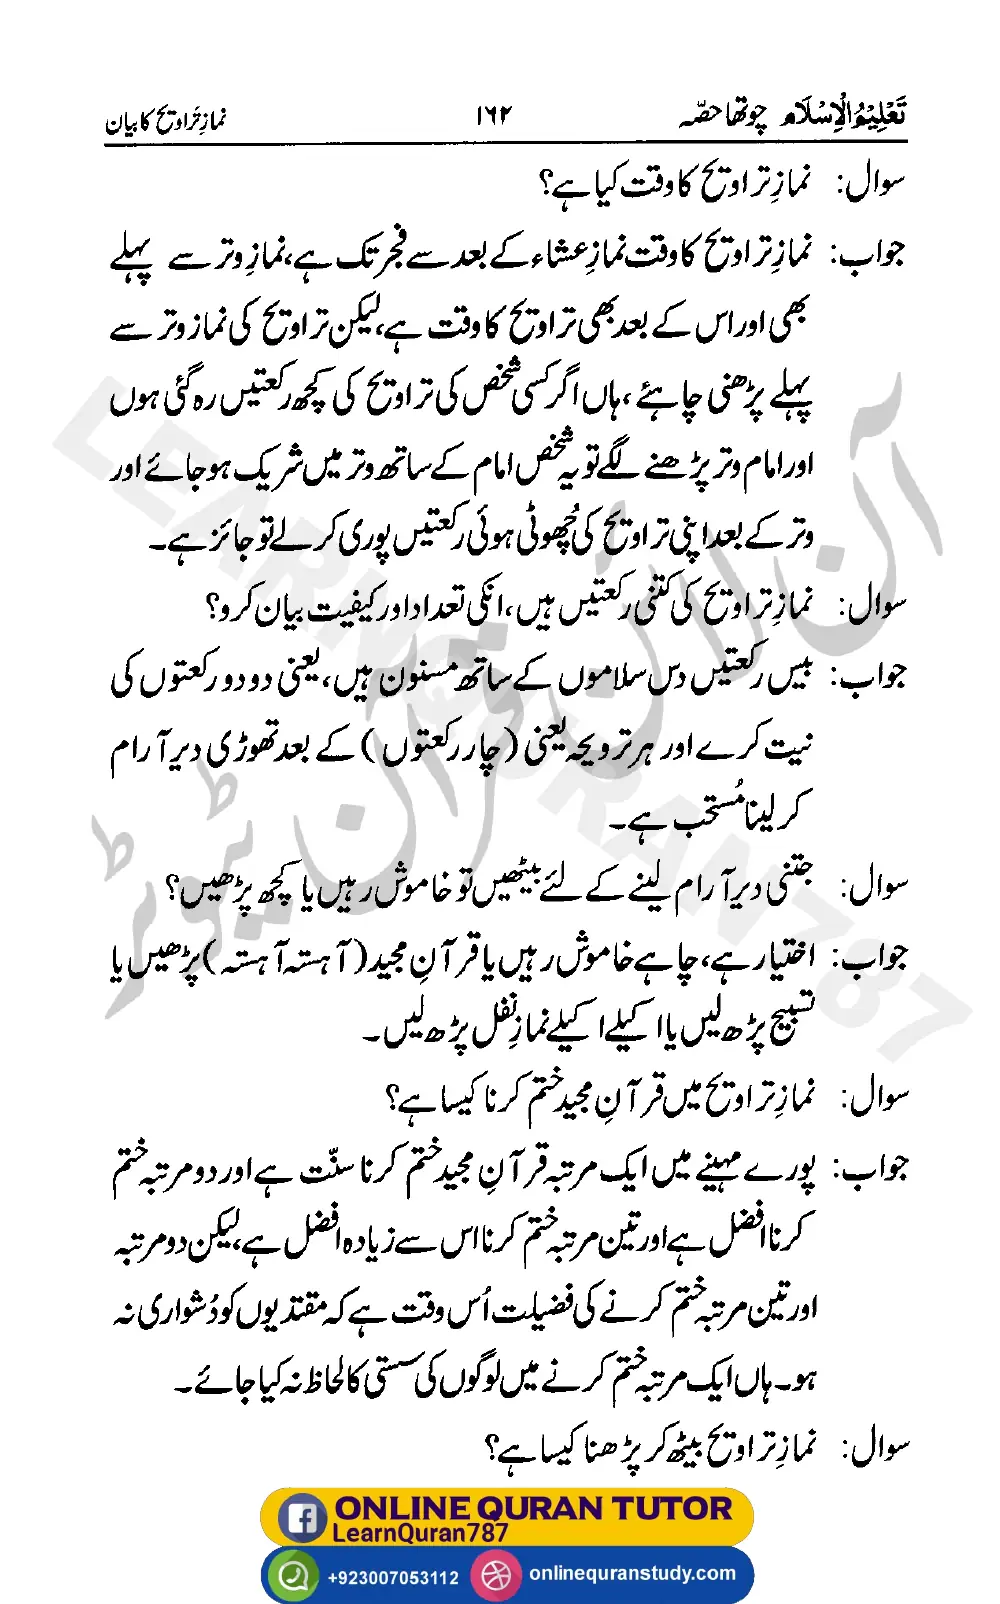 تَعْلِيْمُ الْاِسْلَام چوتھا حصّہ ۱۶۲ نمازِ تراویح کا بیان
سوال: نمازِ تراویح کا وقت کیا ہے؟
جواب: نمازِ تراویح کا وقت نمازِ عشاء کے بعد سے فجر تک ہے، نمازِ وتر سے پہلے
بھی اور اس کے بعد بھی تراویح کا وقت ہے، لیکن تراویح کی نماز وتر سے
پہلے پڑھنی چاہئے، ہاں اگر کسی شخص کی تراویح کی کچھ رکعتیں رہ گئی ہوں
اور امام وتر پڑھنے لگے تو یہ شخص امام کے ساتھ وتر میں شریک ہو جائے اور
وتر کے بعد اپنی تراویح کی چُھوٹی ہوئی رکعتیں پوری کر لے تو جائز ہے۔
سوال: نمازِ تراویح کی کتنی رکعتیں ہیں، انکی تعداد اور کیفیت بیان کرو؟
جواب: بیس رکعتیں دس سلاموں کے ساتھ مسنون ہیں، یعنی دو دو رکعتوں کی
نیت کرے اور ہر ترویحہ یعنی (چار رکعتوں) کے بعد تھوڑی دیر آرام
کر لینا مُستحب ہے۔
سوال: جتنی دیر آرام لینے کے لئے بیٹھیں تو خاموش رہیں یا کچھ پڑھیں؟
جواب: اختیار ہے، چاہے خاموش رہیں یا قرآنِ مجید (آہستہ آہستہ) پڑھیں یا
تسبیح پڑھ لیں یا اکیلے اکیلے نمازِ نفل پڑھ لیں۔
سوال: نمازِ تراویح میں قرآنِ مجید ختم کرنا کیسا ہے؟
جواب: پورے مہینے میں ایک مرتبہ قرآنِ مجید ختم کرنا سنّت ہے اور دو مرتبہ ختم
کرنا افضل ہے اور تین مرتبہ ختم کرنا اس سے زیادہ افضل ہے، لیکن دو مرتبہ
اور تین مرتبہ ختم کرنے کی فضیلت اُس وقت ہے کہ مقتدیوں کو دُشواری نہ
ہو۔ ہاں ایک مرتبہ ختم کرنے میں لوگوں کی سستی کا لحاظ نہ کیا جائے۔
سوال: نمازِ تراویح بیٹھ کر پڑھنا کیسا ہے؟
آن لائن قرآن ٹیوٹر
LEARNQURAN787
ONLINE QURAN TUTOR
LearnQuran787
+923007053112 onlinequranstudy.com